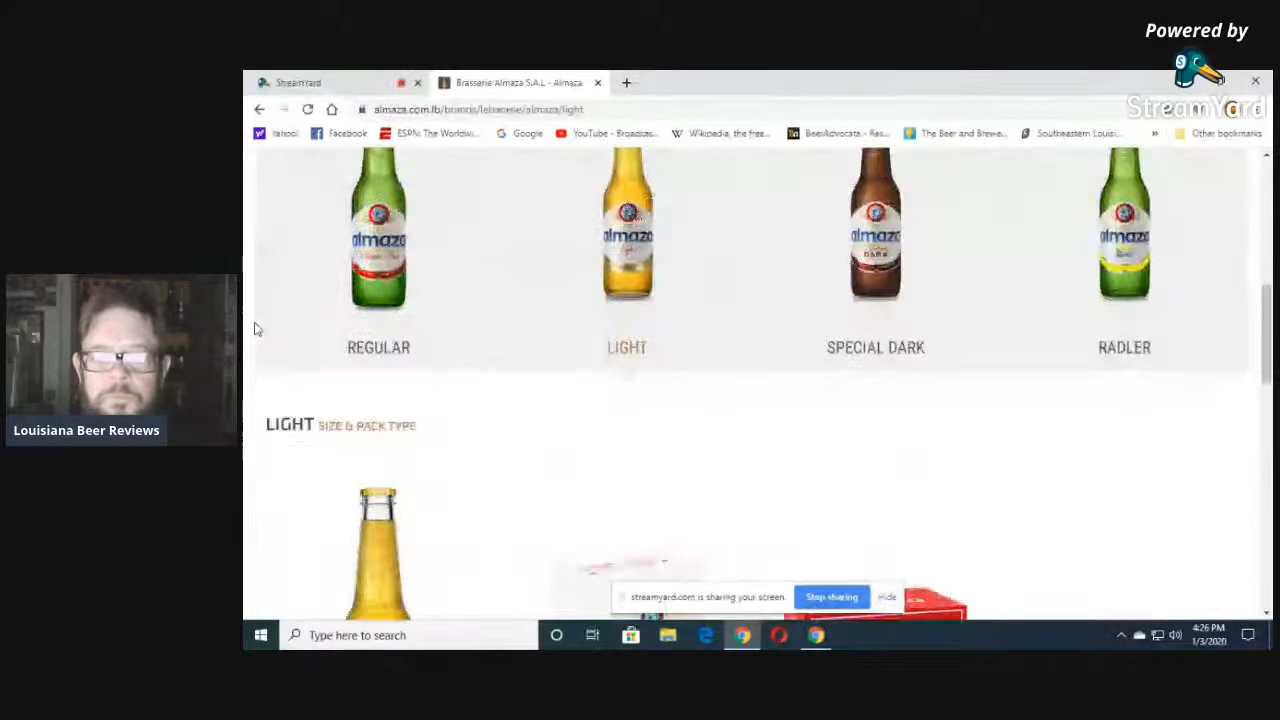 Powered by
StreamYard
StreamYard
Brasserie Almaza S.A.L - Almaza
almaza.com.lb/brands/lebanese/almaza/light
Yahoo!
Facebook
ESPN: The Worldwi...
Google
YouTube - Broadcas...
Wikipedia, the free...
BeerAdvocate - Res...
The Beer and Brewe...
Southeastern Louisi...
»
Other bookmarks
almaza
almaza
almaza
DARK
almaza
REGULAR
LIGHT
SPECIAL DARK
RADLER
Louisiana Beer Reviews
LIGHT SIZE & PACK TYPE
streamyard.com is sharing your screen.
Stop sharing
Hide
Type here to search
4:26 PM
1/3/2020